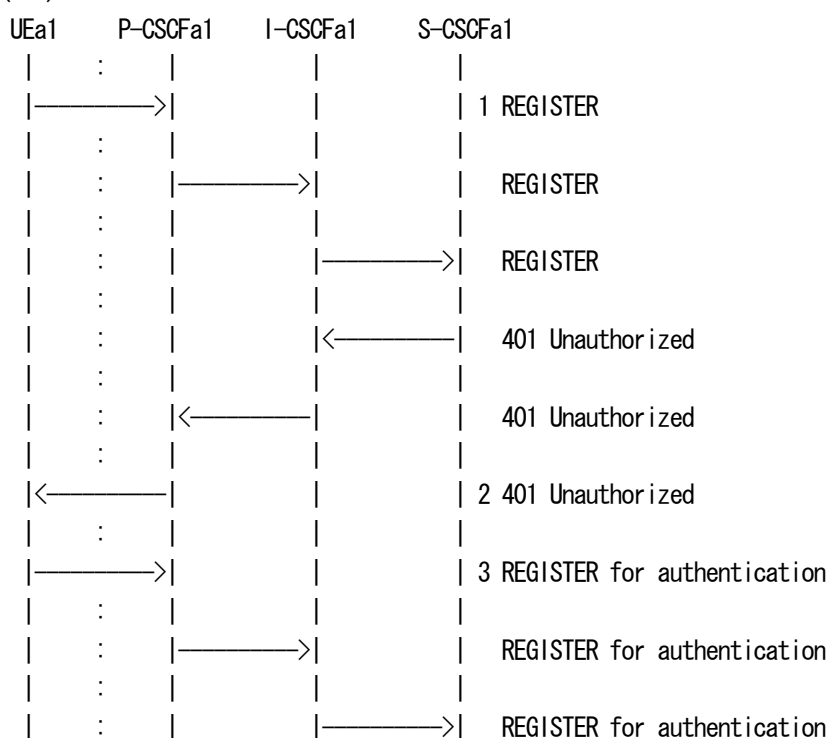 UEa1 P-CSCFa1 I-CSCFa1 S-CSCFa1
1 REGISTER
REGISTER
REGISTER
401 Unauthorized
401 Unauthorized
2 401 Unauthorized
3 REGISTER for authentication
REGISTER for authentication
REGISTER for authentication